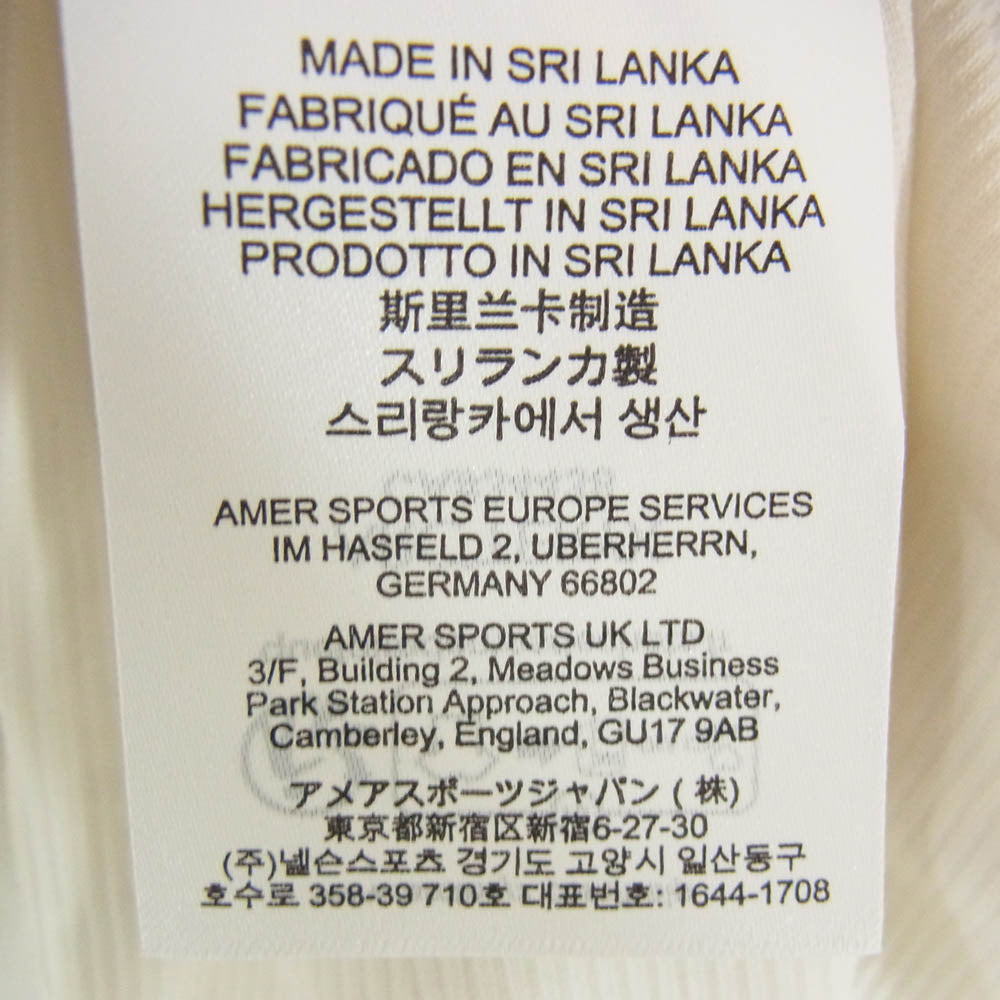 MADE IN SRI LANKA
FABRIQUÉ AU SRI LANKA
FABRICADO EN SRI LANKA
HERGESTELLT IN SRI LANKA
PRODOTTO IN SRI LANKA
斯里兰卡制造
スリランカ製
스리랑카에서 생산
AMER SPORTS EUROPE SERVICES
IM HASFELD 2, UBERHERRN,
GERMANY 66802
AMER SPORTS UK LTD
3/F, Building 2, Meadows Business
Park Station Approach, Blackwater,
Camberley, England, GU17 9AB
アメアスポーツジャパン ( 株)
東京都新宿区新宿6-27-30
(주)넬슨스포츠 경기도 고양시 일산동구
호수로 358-39 710호 대표번호: 1644-1708